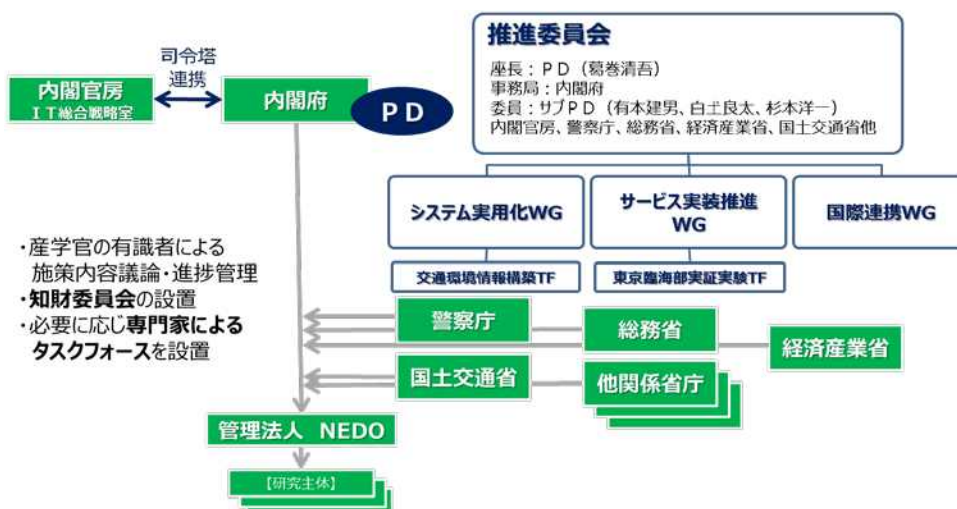 司令塔
連携
内閣官房
IT総合戦略室
内閣府
PD
推進委員会
座長：PD（葛巻清吾）
事務局：内閣府
委員：サブPD（有本建男、白土良太、杉本洋一）
内閣官房、警察庁、総務省、経済産業省、国土交通省他
システム実用化WG
サービス実装推進
WG
国際連携WG
交通環境情報構築TF
東京臨海部実証実験TF
・産学官の有識者による
施策内容議論・進捗管理
・知財委員会の設置
・必要に応じ専門家による
タスクフォースを設置
警察庁
総務省
経済産業省
国土交通省
他関係省庁
管理法人 NEDO
【研究主体】